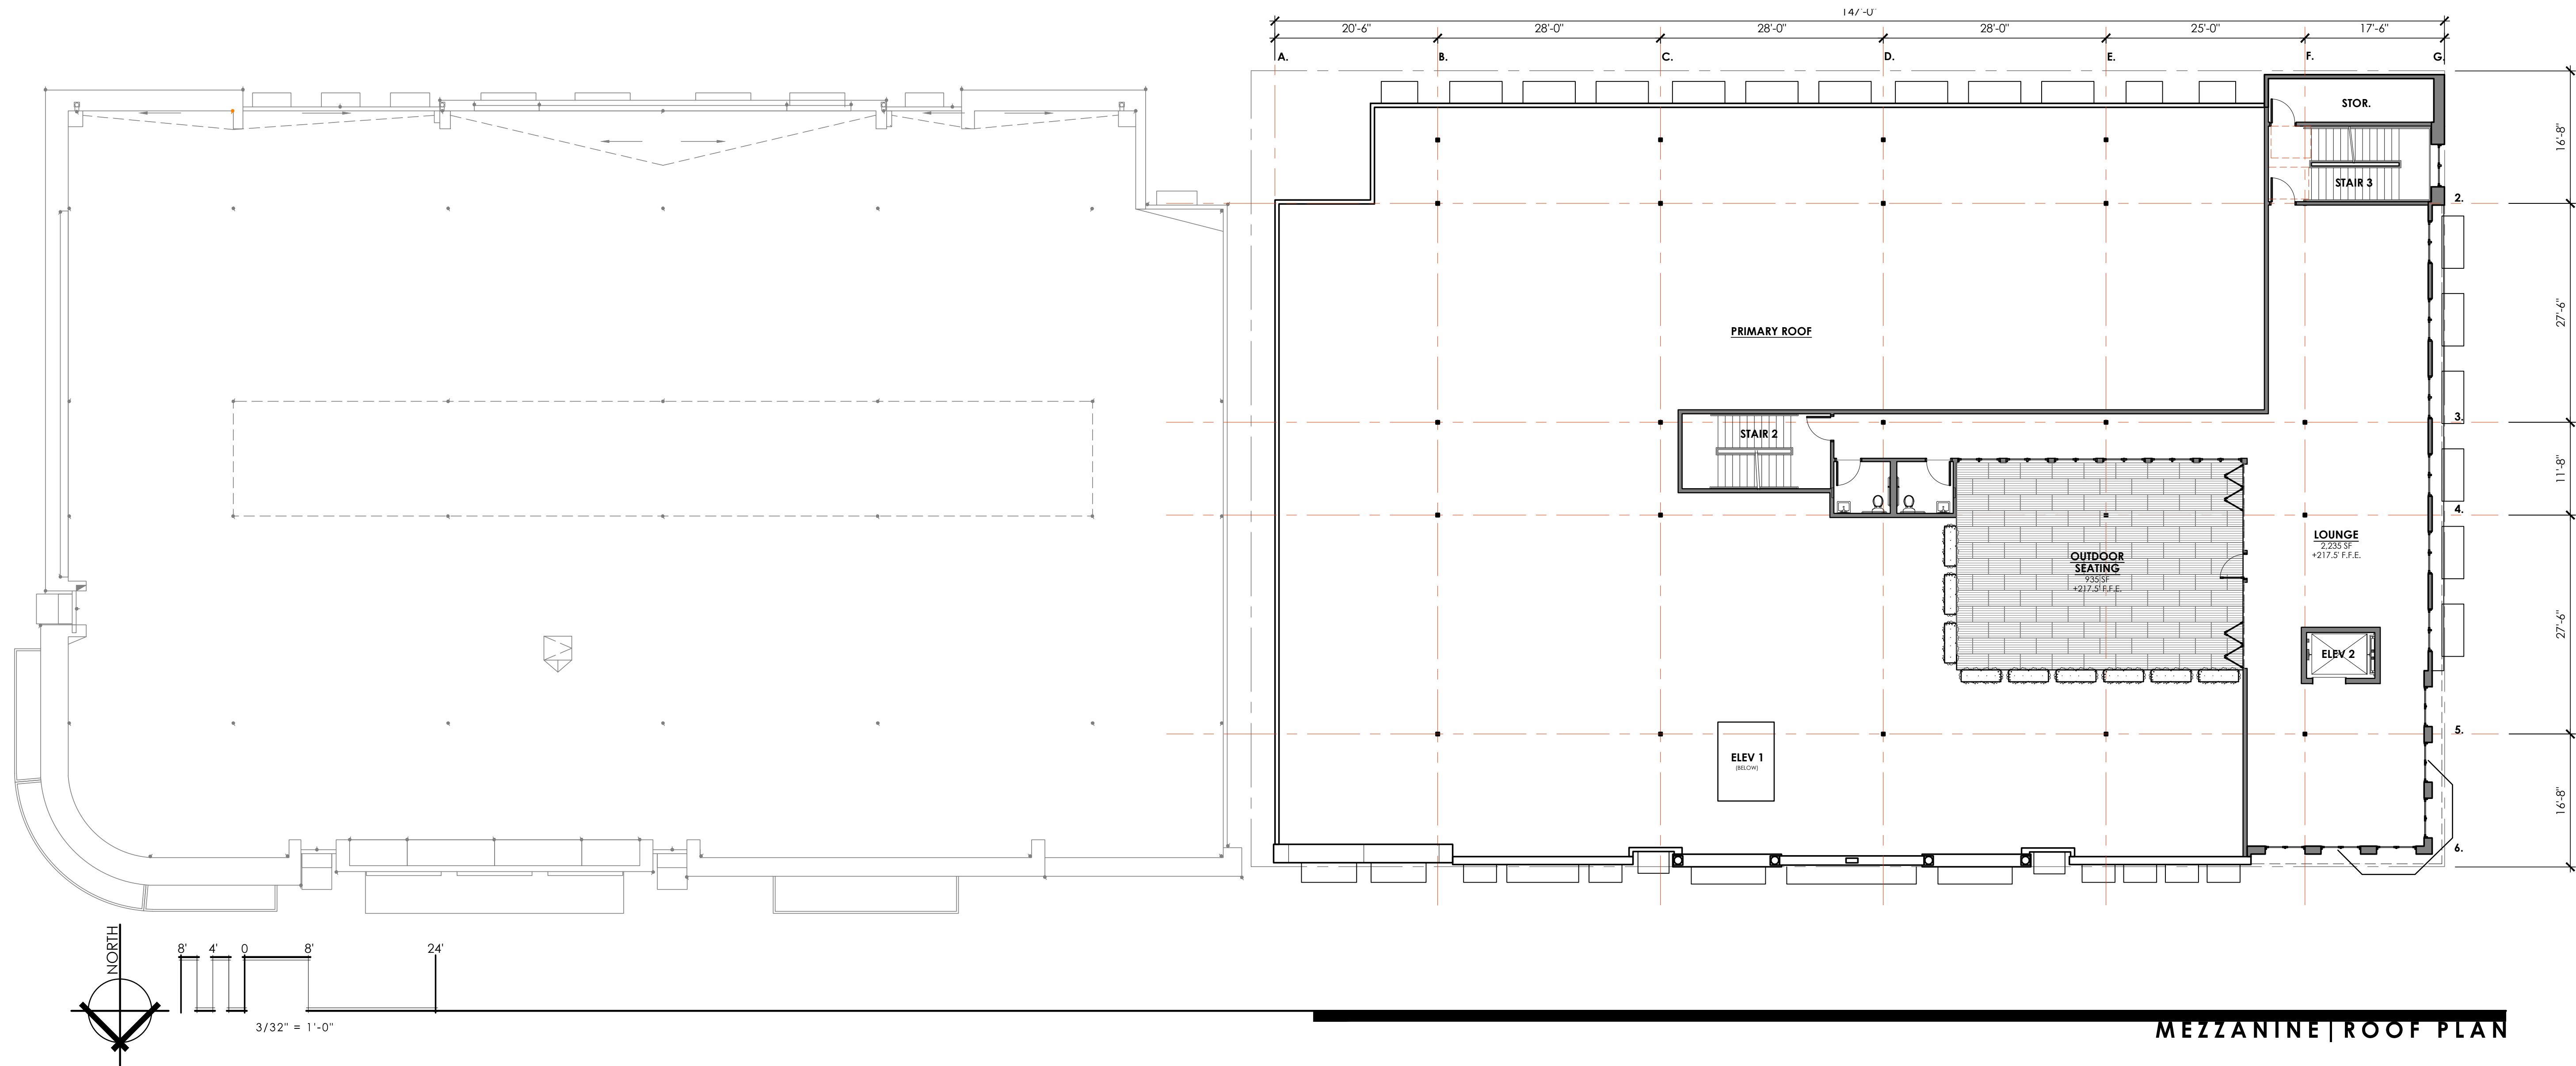 147'-0"
20'-6" 28'-0" 28'-0" 28'-0" 25'-0" 17'-6"
A. B. C. D. E. F. G.
STOR.
16'-8"
STAIR 3
2.
27'-6"
PRIMARY ROOF
3.
STAIR 2
11'-8"
4.
LOUNGE
2,235 SF
+217.5' F.F.E.
OUTDOOR
SEATING
935 SF
+217.5' F.F.E.
27'-6"
ELEV 2
5.
ELEV 1
(BELOW)
16'-8"
6.
NORTH
8' 4' 0 8' 24'
3/32" = 1'-0"
MEZZANINE|ROOF PLAN